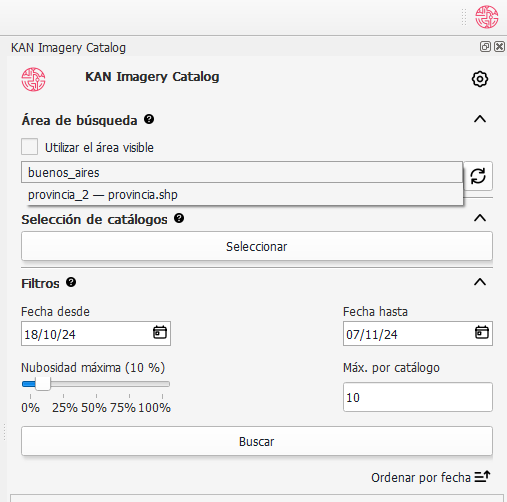 KAN Imagery Catalog
KAN Imagery Catalog
Área de búsqueda
Utilizar el área visible
buenos_aires
provincia_2 — provincia.shp
Selección de catálogos
Seleccionar
Filtros
Fecha desde Fecha hasta
18/10/24 07/11/24
Nubosidad máxima (10 %) Máx. por catálogo
10
0% 25% 50% 75% 100%
Buscar
Ordenar por fecha